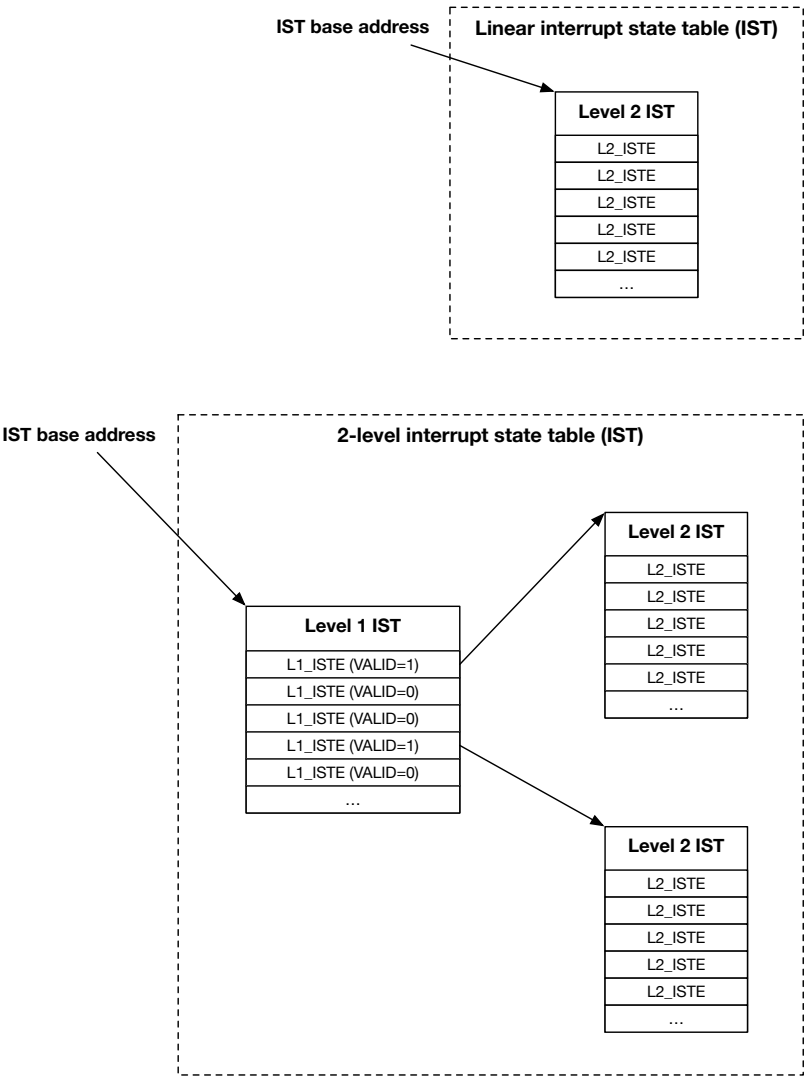 IST base address
Linear interrupt state table (IST)
Level 2 IST
L2_ISTE
L2_ISTE
L2_ISTE
L2_ISTE
L2_ISTE
…
IST base address
2-level interrupt state table (IST)
Level 2 IST
L2_ISTE
L2_ISTE
L2_ISTE
L2_ISTE
L2_ISTE
…
Level 1 IST
L1_ISTE (VALID=1)
L1_ISTE (VALID=0)
L1_ISTE (VALID=0)
L1_ISTE (VALID=1)
L1_ISTE (VALID=0)
…
Level 2 IST
L2_ISTE
L2_ISTE
L2_ISTE
L2_ISTE
L2_ISTE
…